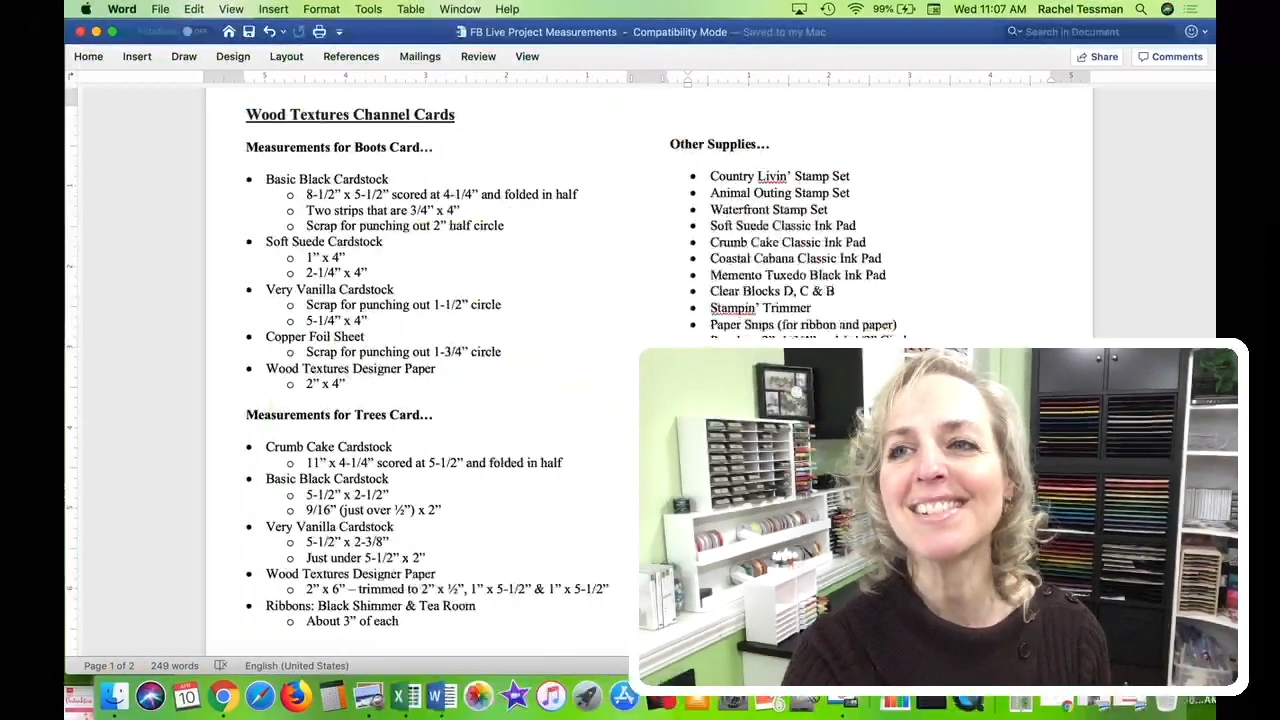 Word File Edit View Insert Format Tools Table Window Help 99% Wed 11:07 AM Rachel Tessman
FB Live Project Measurements - Compatibility Mode — Saved to my Mac
Search in Document
Home Insert Draw Design Layout References Mailings Review View Share Comments
5 4 3 2 1 1 2 3 4 5
Wood Textures Channel Cards
Measurements for Boots Card…
• Basic Black Cardstock
o 8-1/2” x 5-1/2” scored at 4-1/4” and folded in half
o Two strips that are 3/4” x 4”
o Scrap for punching out 2” half circle
• Soft Suede Cardstock
o 1” x 4”
o 2-1/4” x 4”
• Very Vanilla Cardstock
o Scrap for punching out 1-1/2” circle
o 5-1/4” x 4”
• Copper Foil Sheet
o Scrap for punching out 1-3/4” circle
• Wood Textures Designer Paper
o 2” x 4”
Measurements for Trees Card…
• Crumb Cake Cardstock
o 11” x 4-1/4” scored at 5-1/2” and folded in half
• Basic Black Cardstock
o 5-1/2” x 2-1/2”
o 9/16” (just over ½”) x 2”
• Very Vanilla Cardstock
o 5-1/2” x 2-3/8”
o Just under 5-1/2” x 2”
• Wood Textures Designer Paper
o 2” x 6” – trimmed to 2” x ½”, 1” x 5-1/2” & 1” x 5-1/2”
• Ribbons: Black Shimmer & Tea Room
o About 3” of each
Other Supplies…
• Country Livin’ Stamp Set
• Animal Outing Stamp Set
• Waterfront Stamp Set
• Soft Suede Classic Ink Pad
• Crumb Cake Classic Ink Pad
• Coastal Cabana Classic Ink Pad
• Memento Tuxedo Black Ink Pad
• Clear Blocks D, C & B
• Stampin’ Trimmer
• Paper Snips (for ribbon and paper)
Page 1 of 2 249 words English (United States)
APR
10